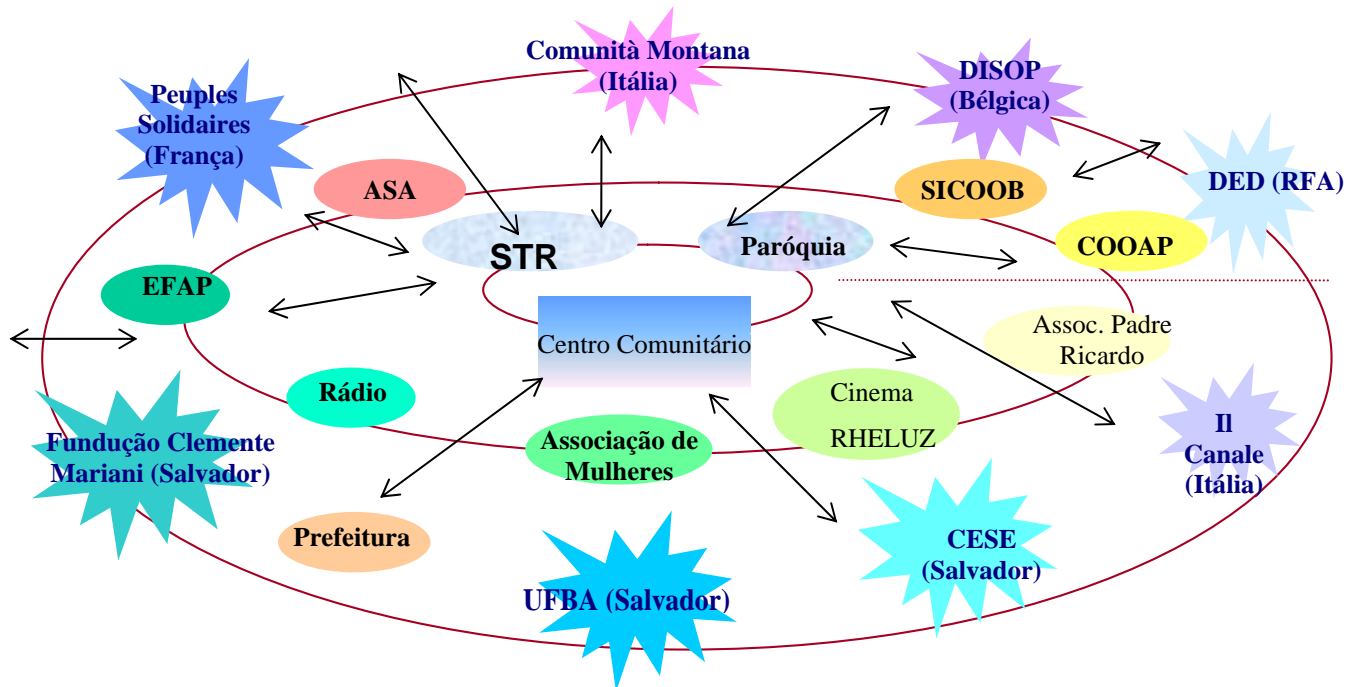 Comunità Montana
(Itália)
DISOP
(Bélgica)
Peuples
Solidaires
(França)
ASA
SICOOB
DED (RFA)
STR
Paróquia
COOAP
EFAP
Centro Comunitário
Assoc. Padre
Ricardo
Rádio
Cinema
RHELUZ
Il
Canale
(Itália)
Fundução Clemente
Mariani (Salvador)
Associação de
Mulheres
Prefeitura
CESE
(Salvador)
UFBA (Salvador)